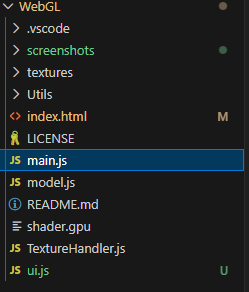 WebGL
.vscode
screenshots
textures
Utils
index.html
LICENSE
JS main.js
JS model.js
README.md
shader.gpu
JS TextureHandler.js
JS ui.js U